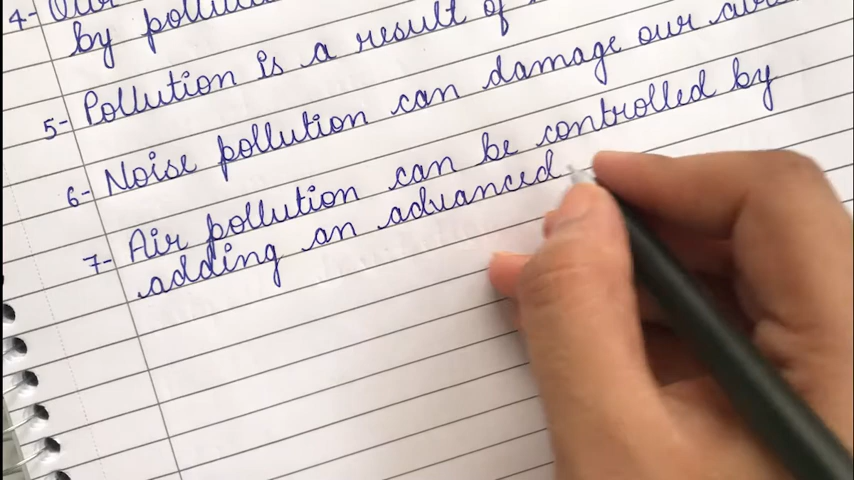 4- Our
by pollu
5- Pollution is a result of
6- Noise pollution can damage our
7- Air pollution can be controlled by
adding an advanced